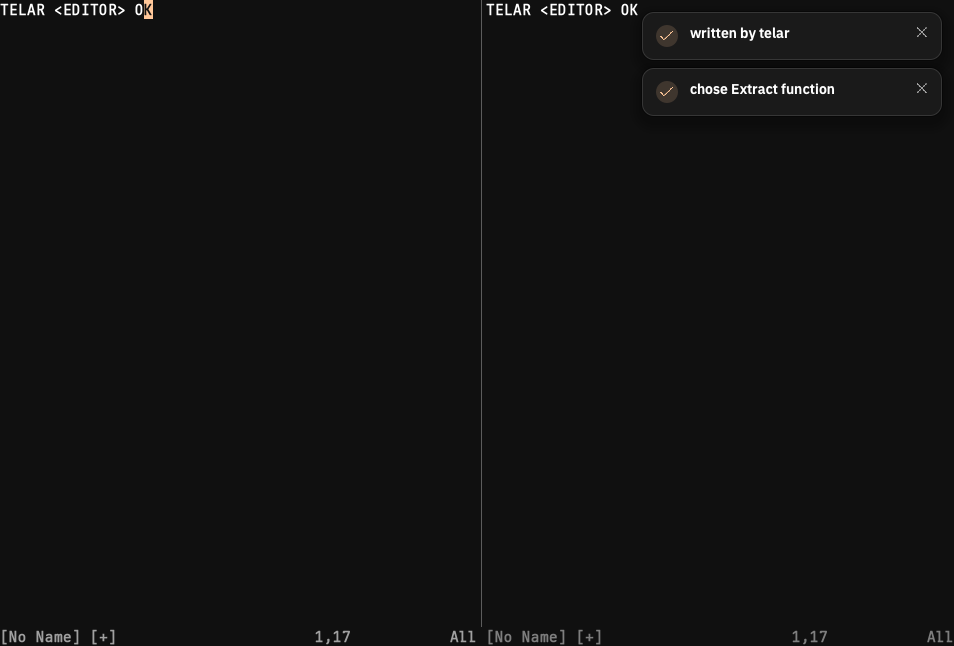 TELAR <EDITOR> OK
TELAR <EDITOR> OK
written by telar
chose Extract function
[No Name] [+] 1,17 All
[No Name] [+] 1,17 All